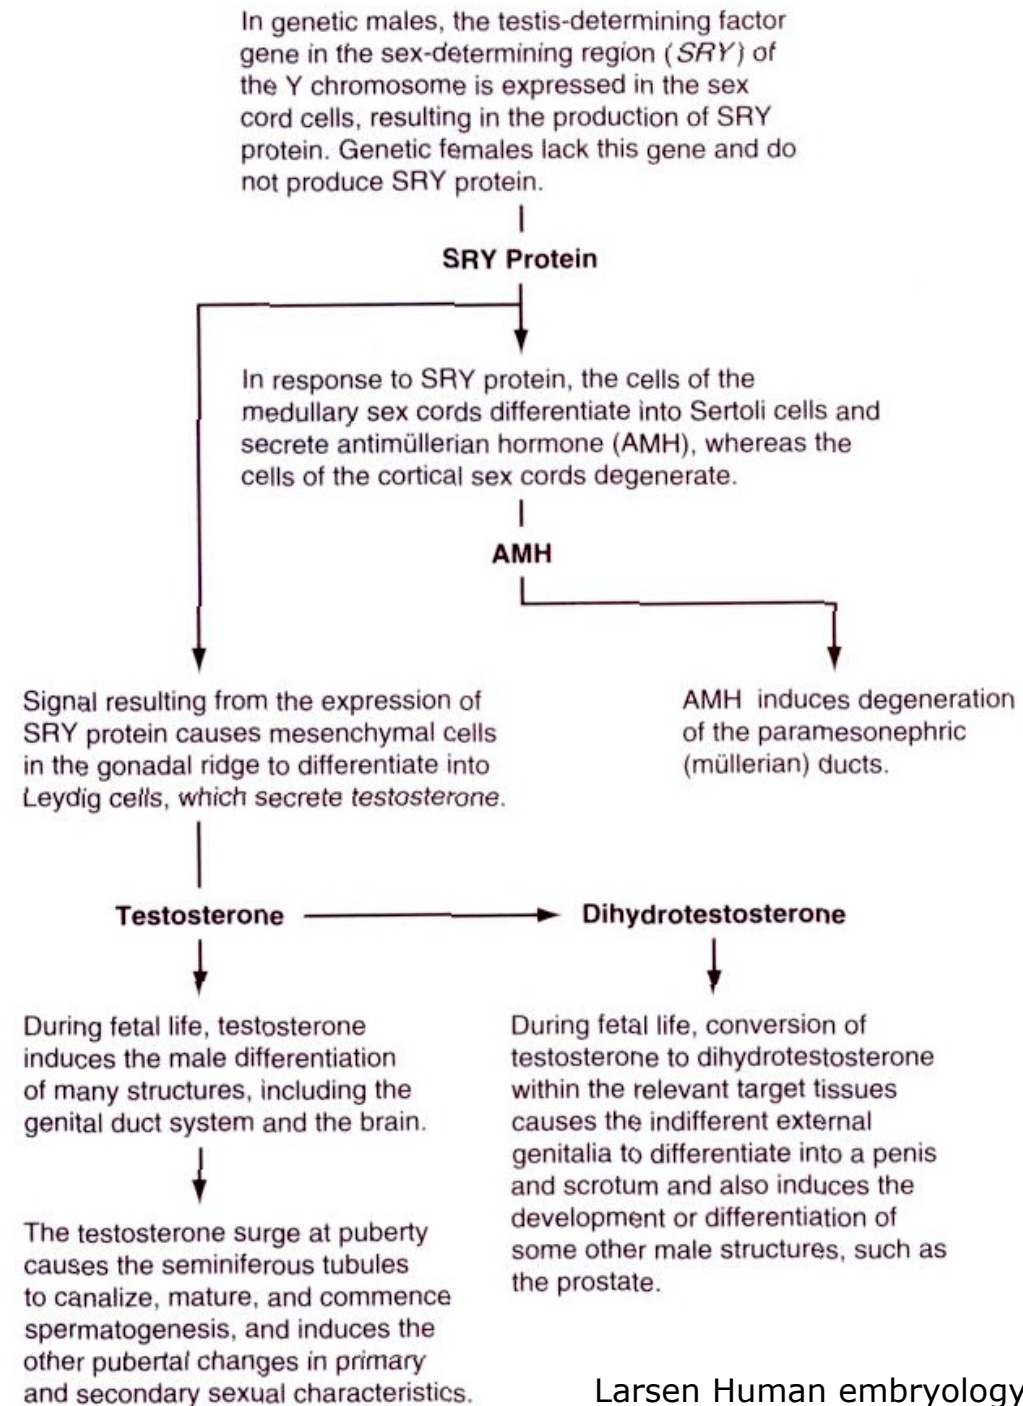 In genetic males, the testis-determining factor
gene in the sex-determining region (SRY) of
the Y chromosome is expressed in the sex
cord cells, resulting in the production of SRY
protein. Genetic females lack this gene and do
not produce SRY protein.
SRY Protein
In response to SRY protein, the cells of the
medullary sex cords differentiate into Sertoli cells and
secrete antimüllerian hormone (AMH), whereas the
cells of the cortical sex cords degenerate.
AMH
Signal resulting from the expression of
SRY protein causes mesenchymal cells
in the gonadal ridge to differentiate into
Leydig cells, which secrete testosterone.
AMH induces degeneration
of the paramesonephric
(müllerian) ducts.
Testosterone
Dihydrotestosterone
During fetal life, testosterone
induces the male differentiation
of many structures, including the
genital duct system and the brain.
The testosterone surge at puberty
causes the seminiferous tubules
to canalize, mature, and commence
spermatogenesis, and induces the
other pubertal changes in primary
and secondary sexual characteristics.
During fetal life, conversion of
testosterone to dihydrotestosterone
within the relevant target tissues
causes the indifferent external
genitalia to differentiate into a penis
and scrotum and also induces the
development or differentiation of
some other male structures, such as
the prostate.
Larsen Human embryology